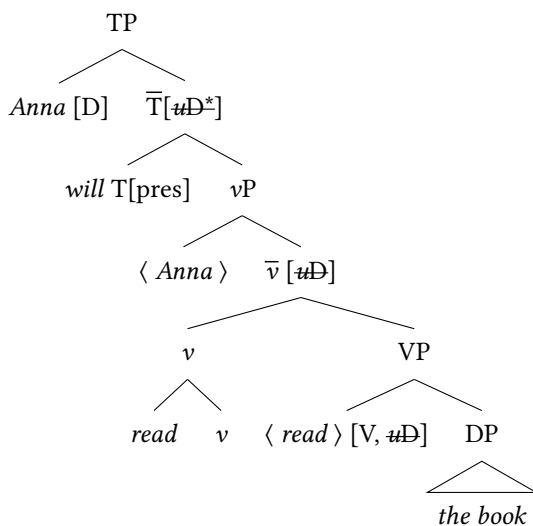 TP
Anna [D] T̅[uD*]
will T[pres] vP
⟨ Anna ⟩ v̅ [uD]
v VP
read v ⟨ read ⟩ [V, uD] DP
the book